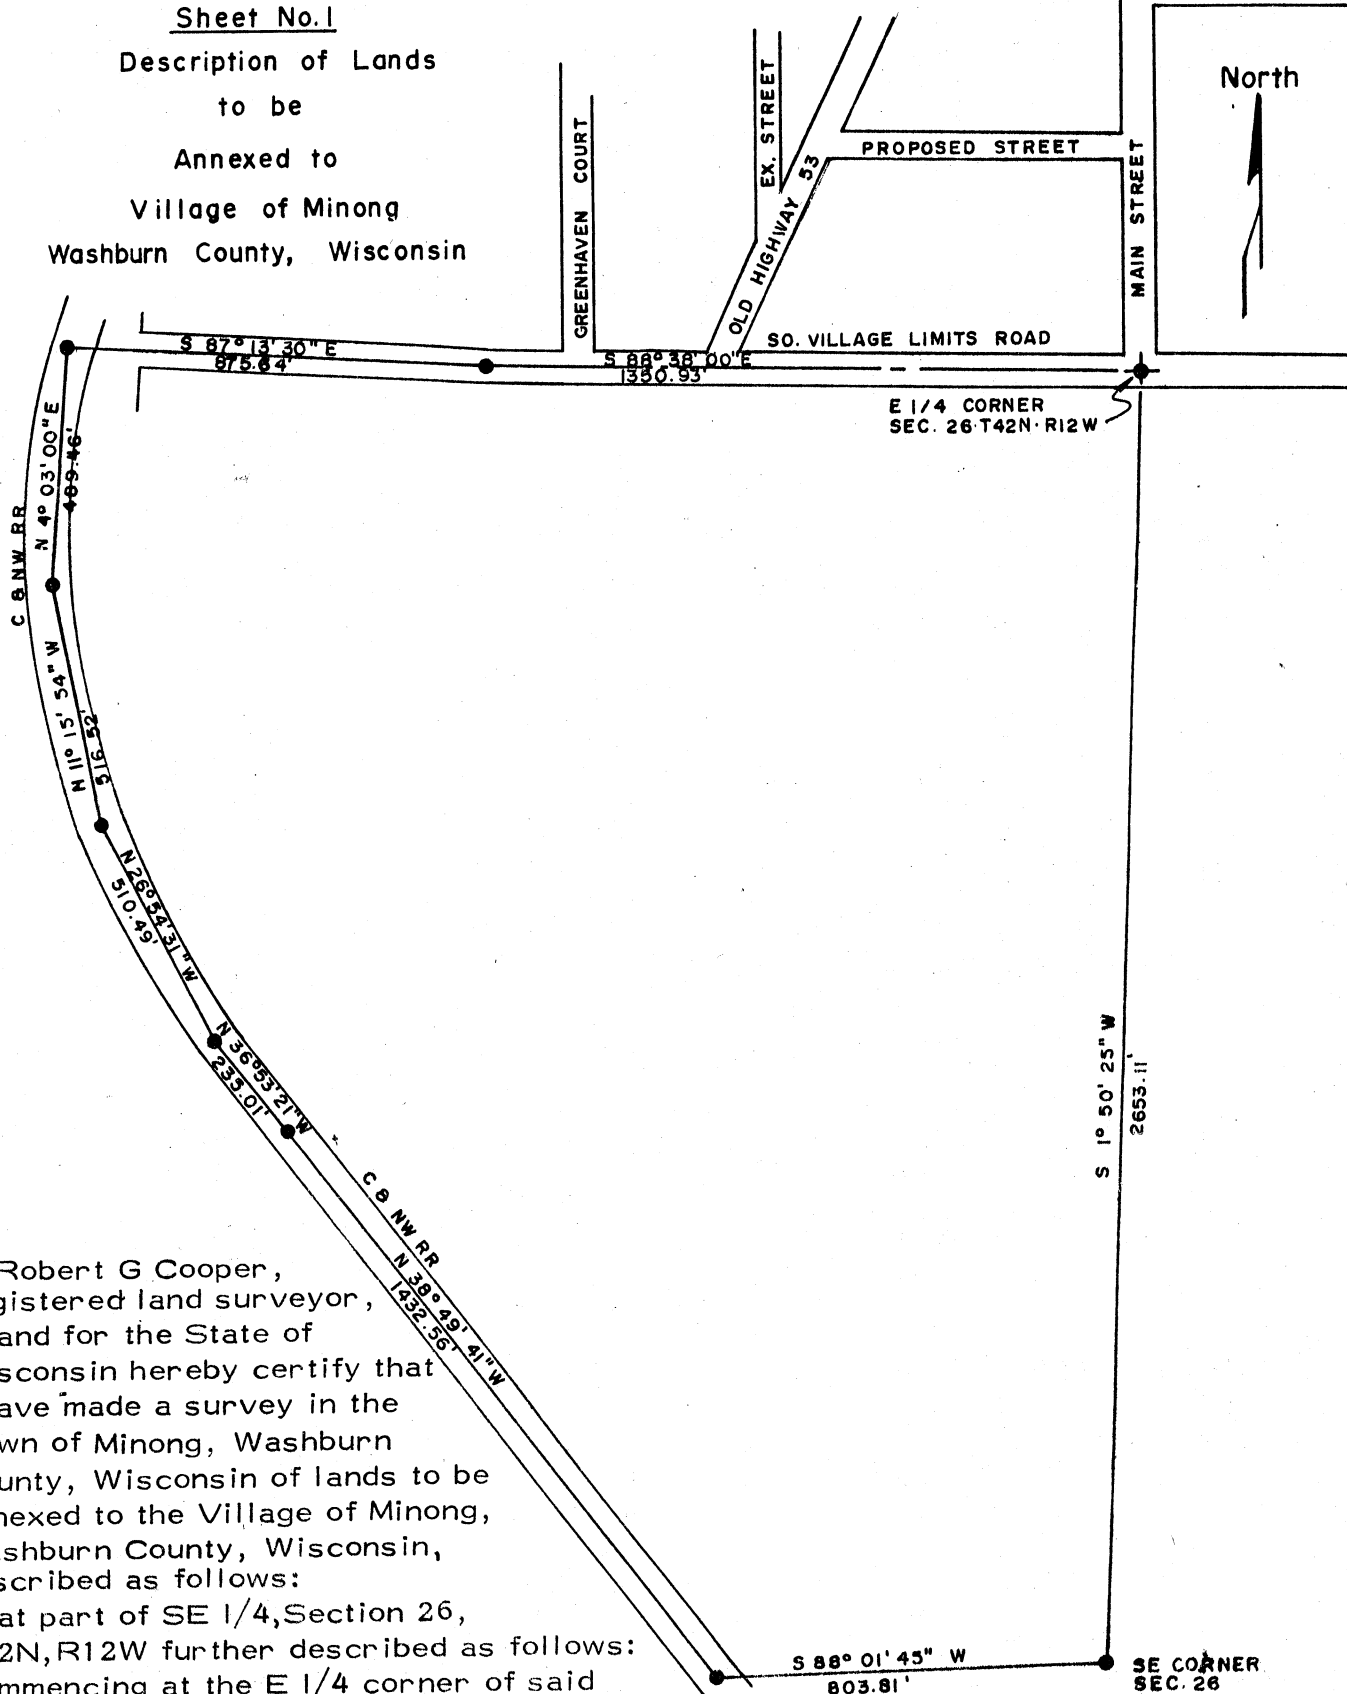 Sheet No. 1
Description of Lands
to be
Annexed to
Village of Minong
Washburn County, Wisconsin
North
GREENHAVEN COURT
EX. STREET
OLD HIGHWAY 53
PROPOSED STREET
MAIN STREET
SO. VILLAGE LIMITS ROAD
S 87° 13' 30" E
875.64'
S 88° 38' 00" E
1350.93'
E 1/4 CORNER
SEC. 26·T42N·R12W
C & NW RR
N 4° 03' 00" E
489.46'
N 11° 15' 54" W
516.52'
N 26° 54' 31" W
510.49'
N 36° 53' 21" W
235.01'
C & NW RR
N 38° 49' 41" W
1432.56'
S 1° 50' 25" W
2653.11'
S 88° 01' 45" W
803.81'
SE CORNER
SEC. 26
Robert G Cooper,
gistered land surveyor,
and for the State of
sconsin hereby certify that
ave made a survey in the
wn of Minong, Washburn
unty, Wisconsin of lands to be
nexed to the Village of Minong,
shburn County, Wisconsin,
scribed as follows:
at part of SE 1/4, Section 26,
2N, R12W further described as follows:
mmencing at the E 1/4 corner of said